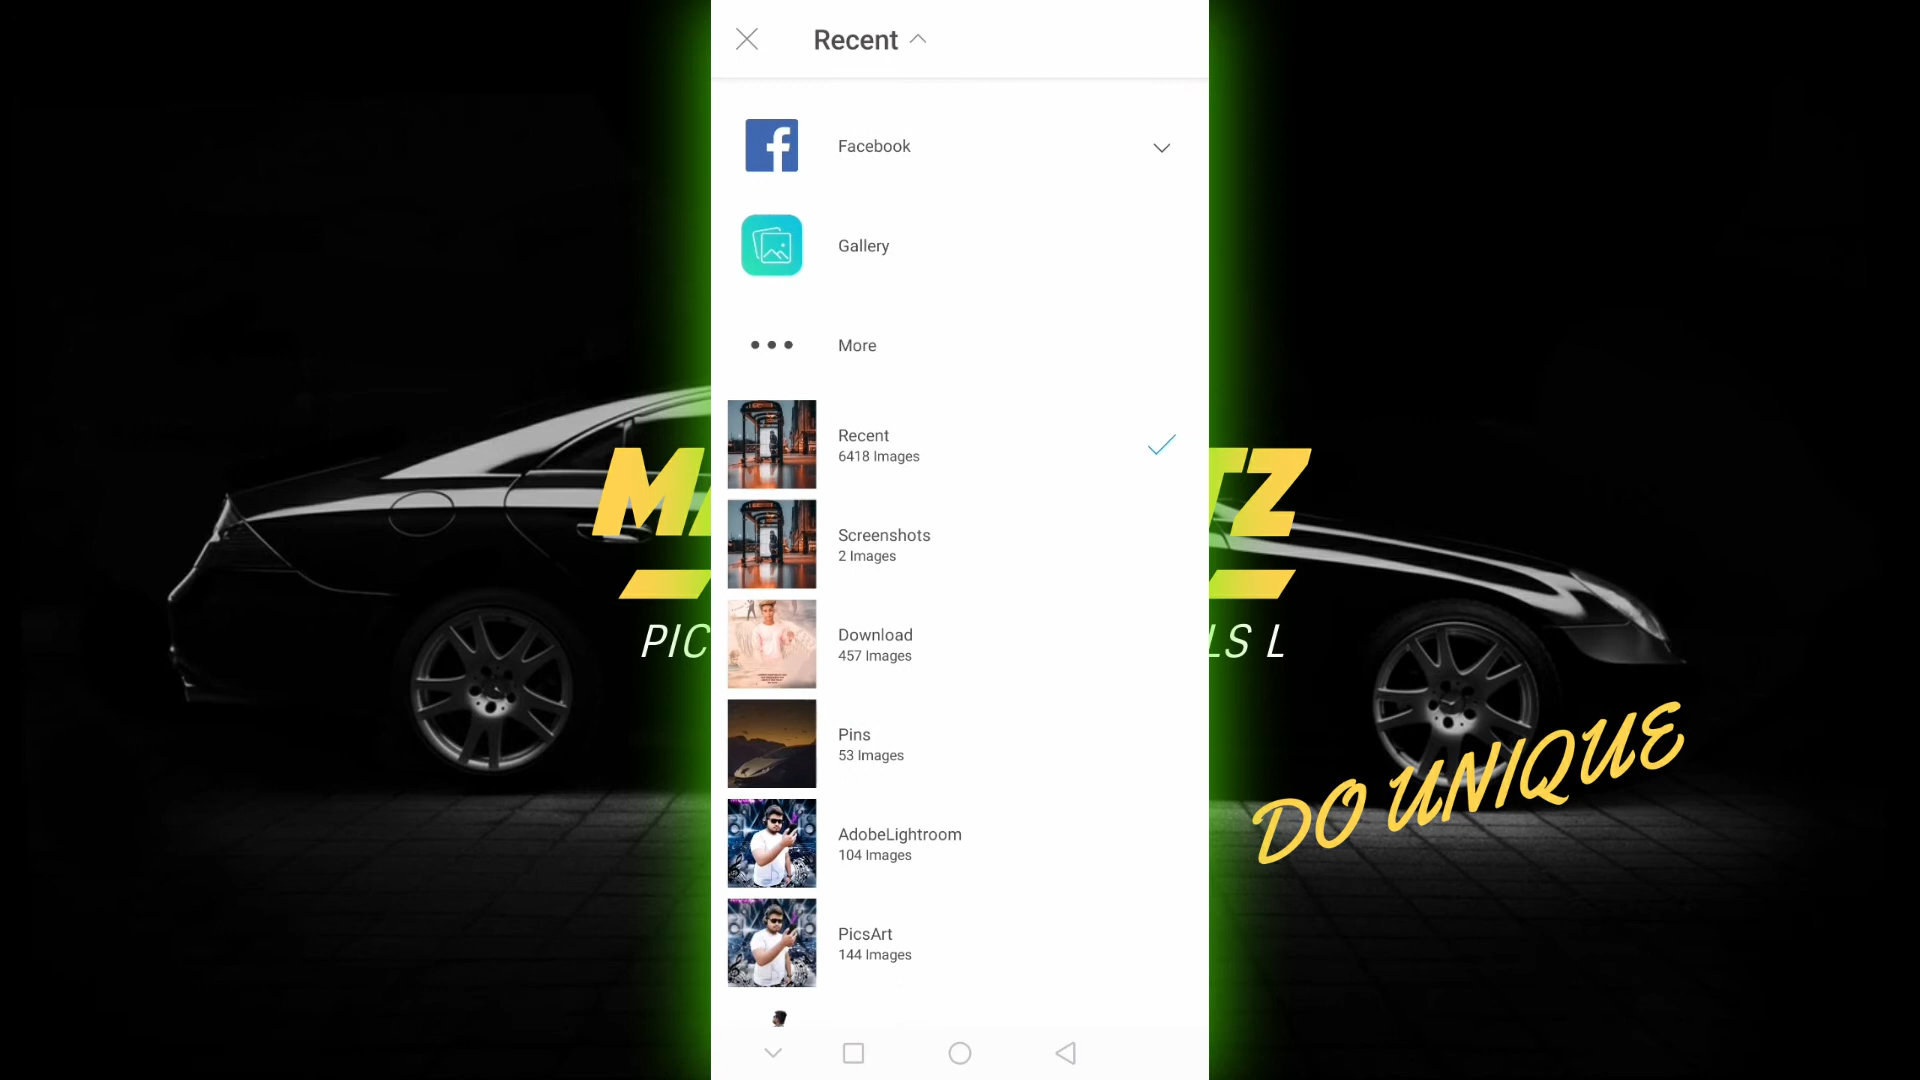 Recent
Facebook
Gallery
More
Recent
6418 Images
Screenshots
2 Images
Download
457 Images
Pins
53 Images
AdobeLightroom
104 Images
PicsArt
144 Images
TZ
PIC
LS L
DO UNIQUE